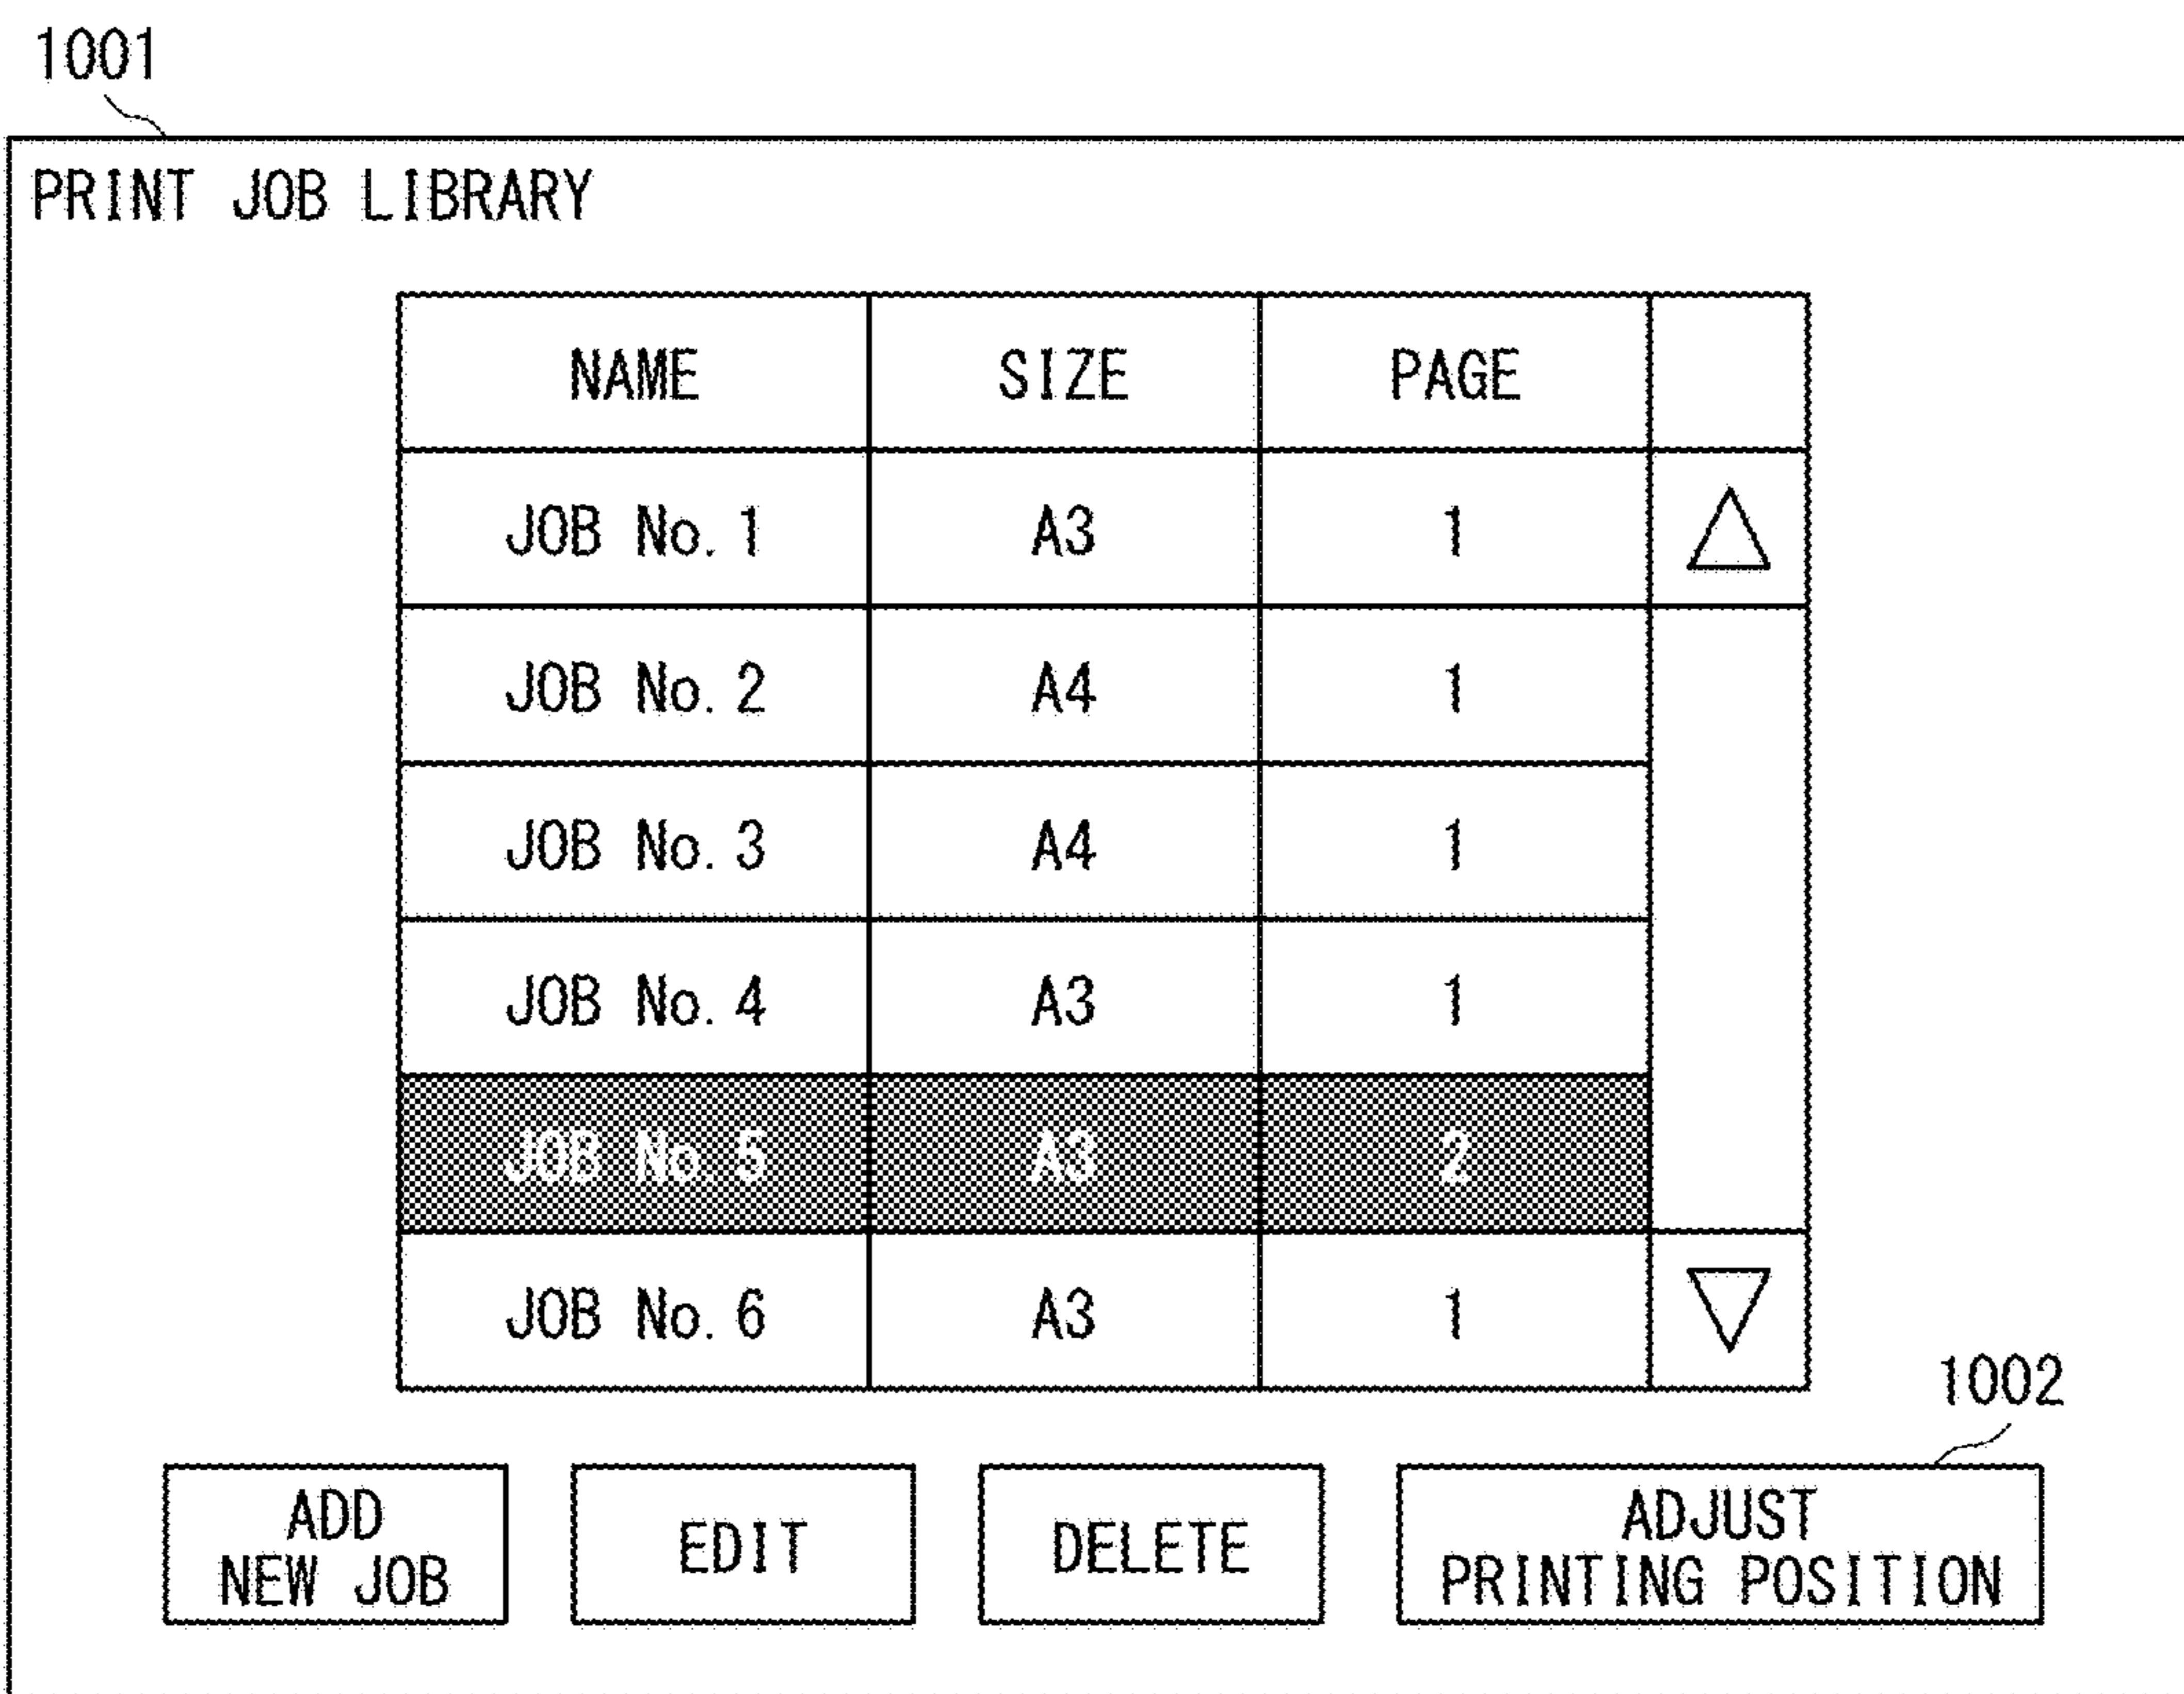 1001
PRINT JOB LIBRARY
NAME SIZE PAGE
JOB No. 1 A3 1
JOB No. 2 A4 1
JOB No. 3 A4 1
JOB No. 4 A3 1
JOB No. 5 A3 2
JOB No. 6 A3 1
1002
ADD
NEW JOB
EDIT
DELETE
ADJUST
PRINTING POSITION